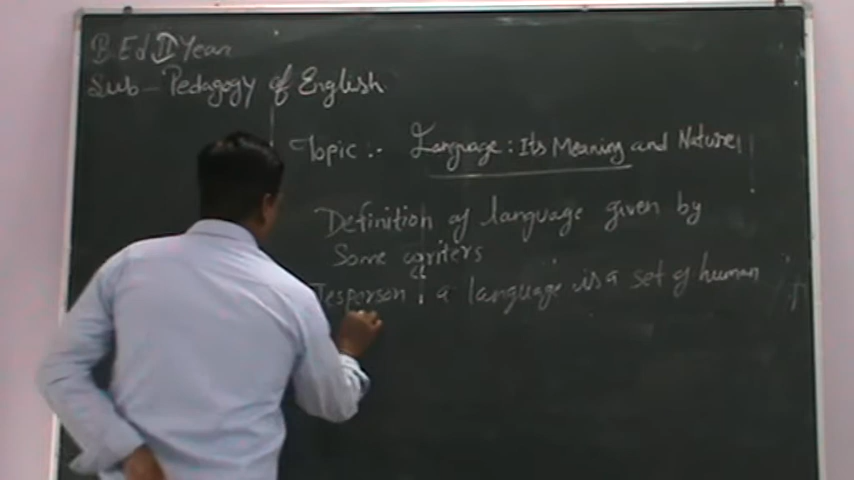 B.Ed II Year
Sub - Pedagogy of English
Topic :- Language : Its Meaning and Nature
Definition of language given by
Some writers
Jesperson : " a language is a set of human